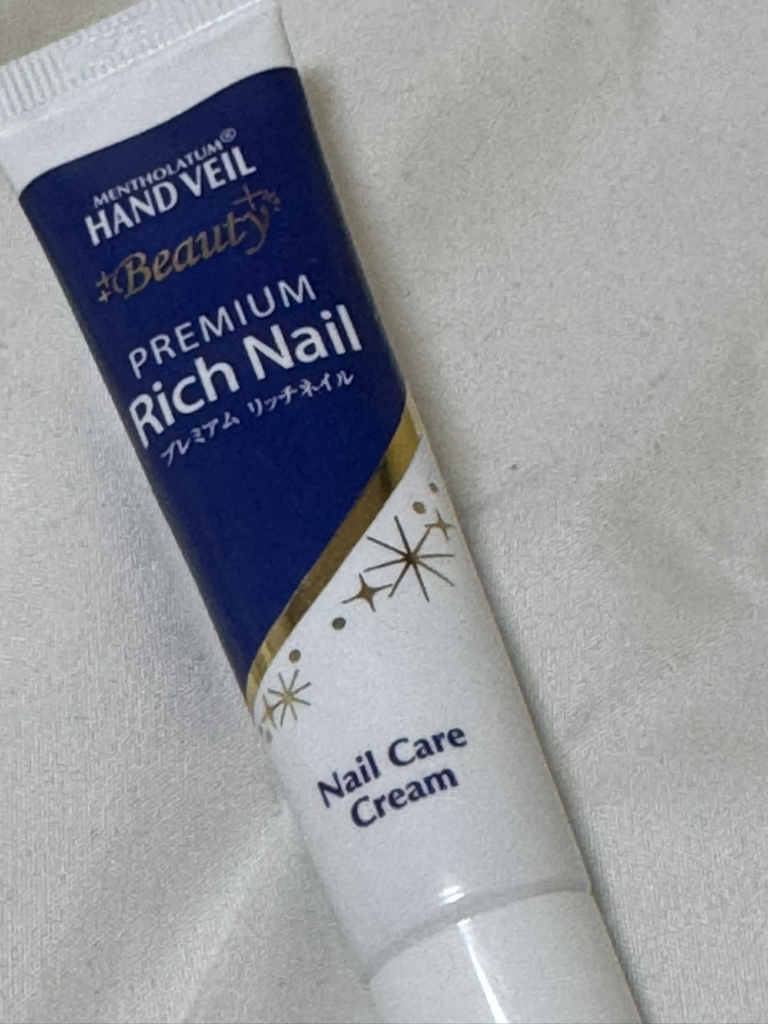 MENTHOLATUM®
HAND VEIL
Beauty
PREMIUM
Rich Nail
プレミアム リッチネイル
Nail Care
Cream